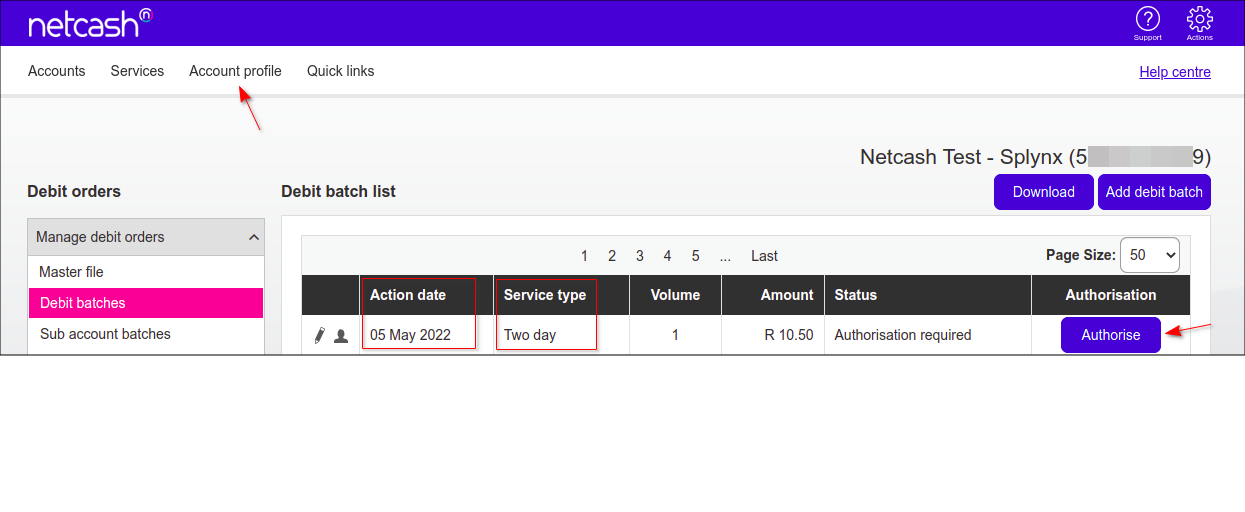 netcash n
Support
Actions
Accounts Services Account profile Quick links Help centre
Netcash Test - Splynx (5 9)
Debit orders
Debit batch list
Download Add debit batch
Manage debit orders
Master file
Debit batches
Sub account batches
1 2 3 4 5 ... Last Page Size: 50
Action date Service type Volume Amount Status Authorisation
05 May 2022 Two day 1 R 10.50 Authorisation required Authorise